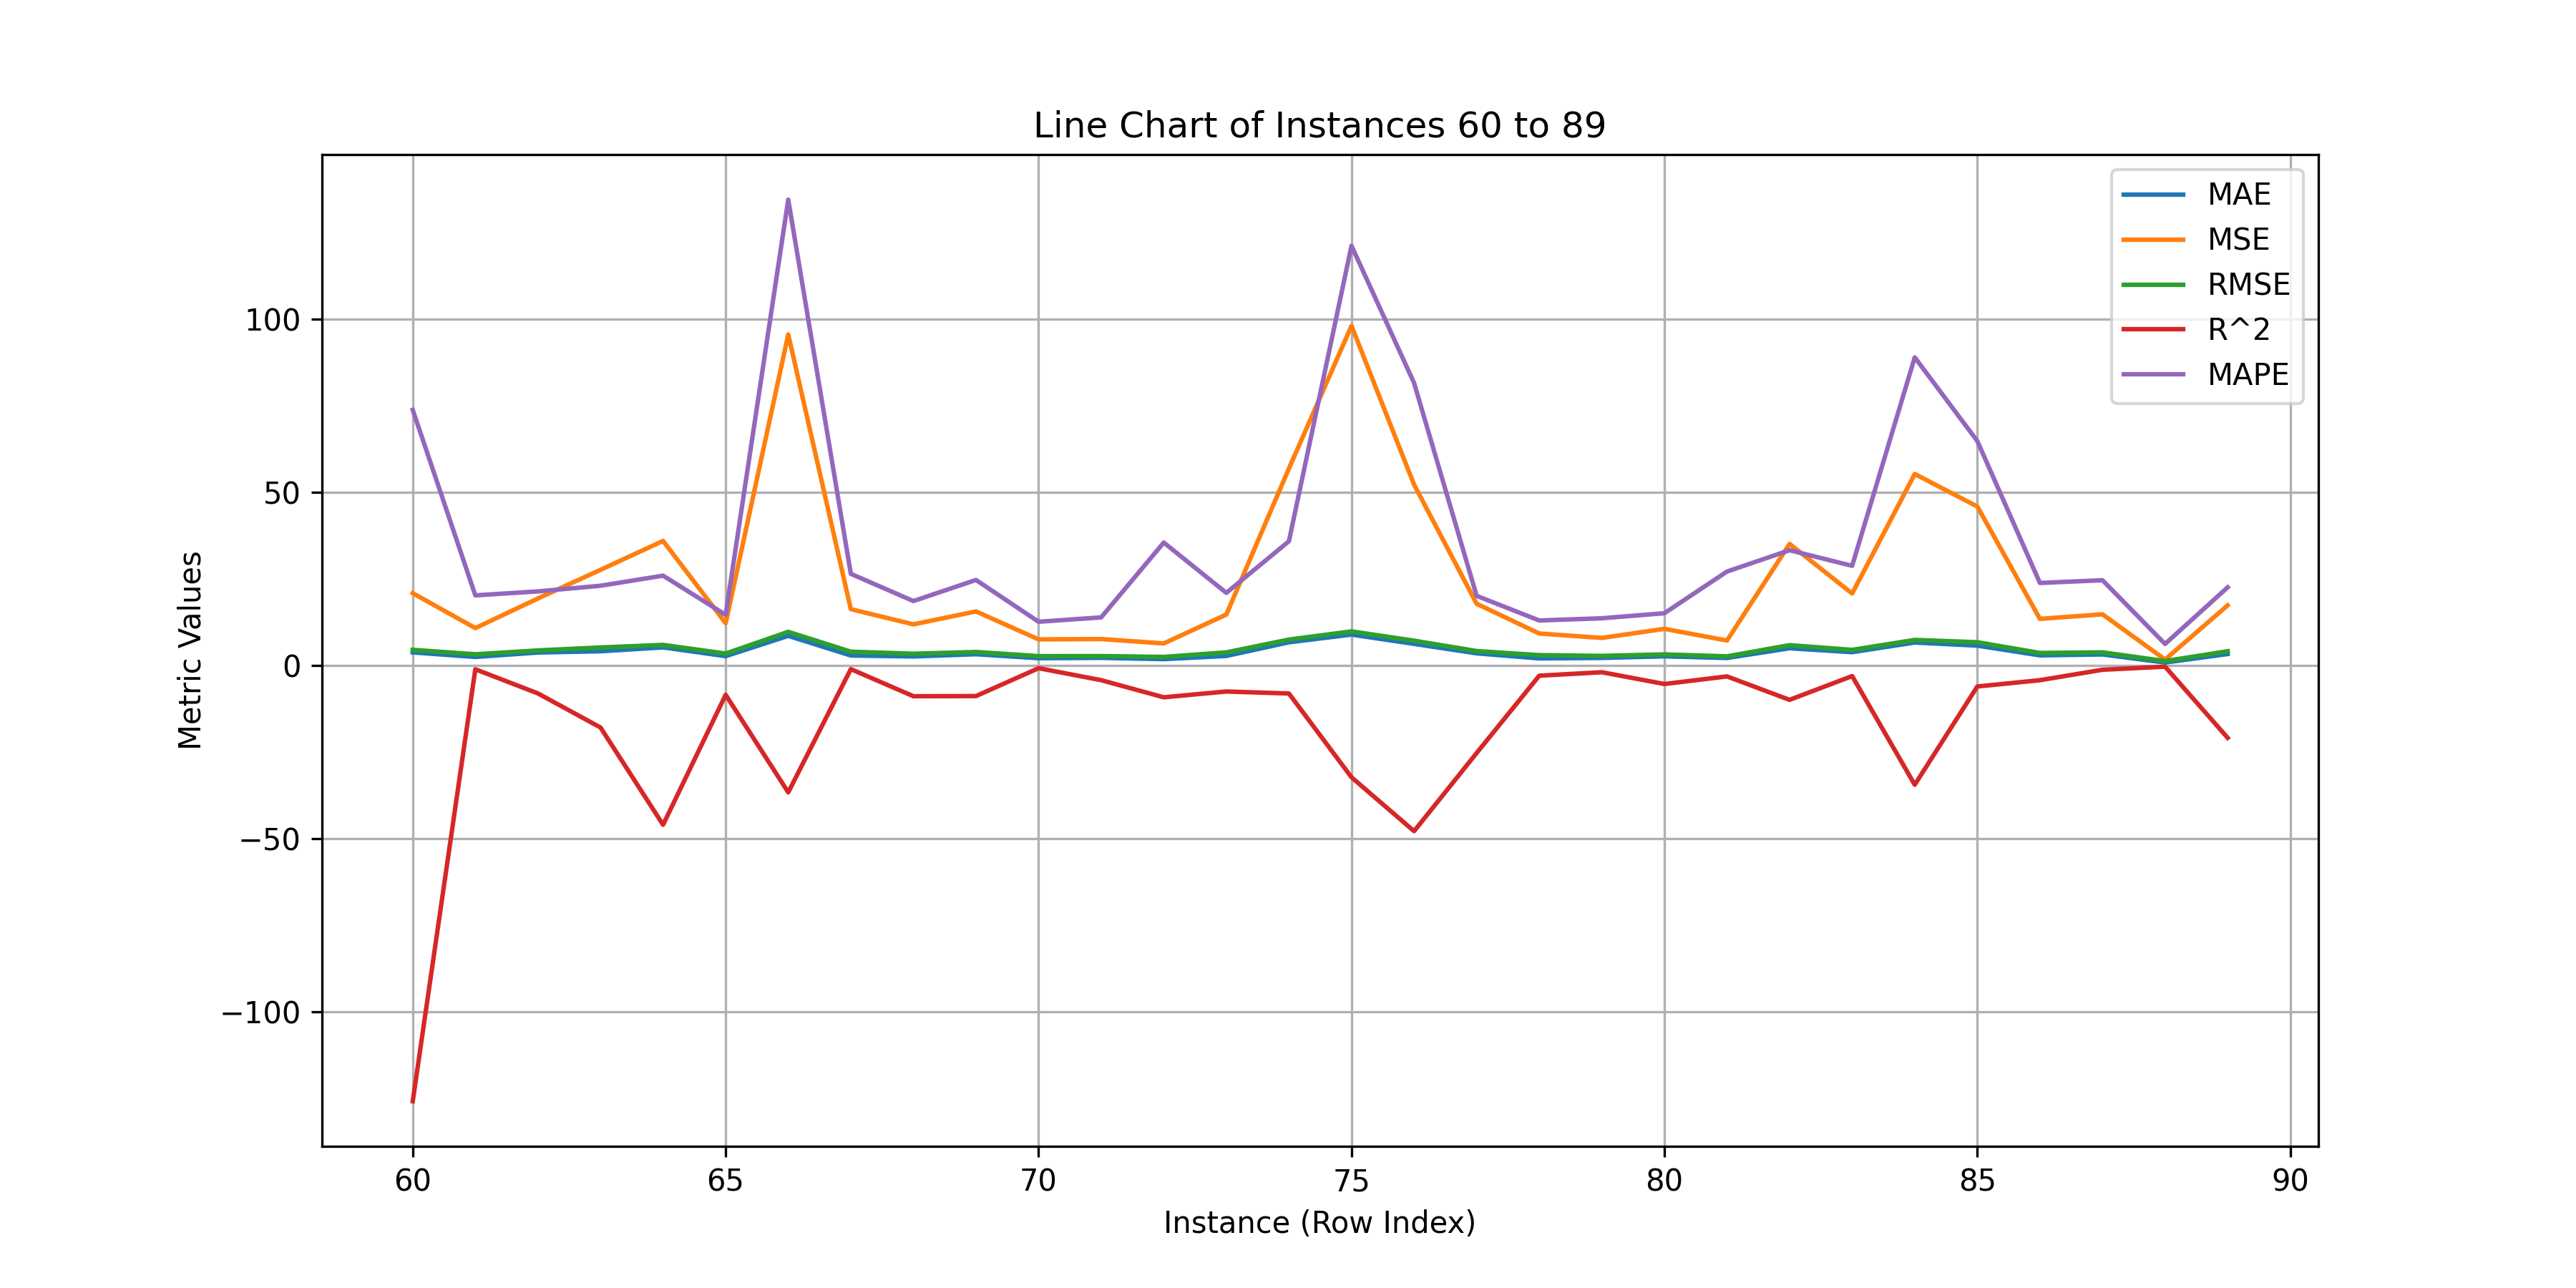 Line Chart of Instances 60 to 89
MAE
MSE
RMSE
R^2
MAPE
Metric Values
100
50
0
−50
−100
60 65 70 75 80 85 90
Instance (Row Index)